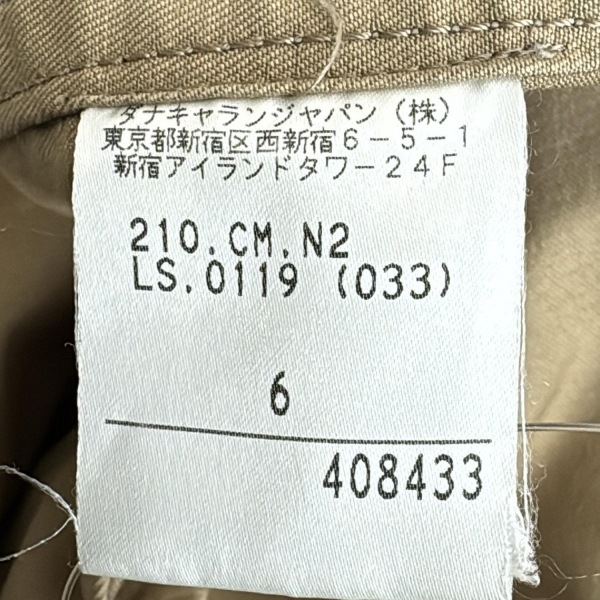 ダナキャランジャパン（株）
東京都新宿区西新宿６－５－１
新宿アイランドタワー２４Ｆ
210.CM.N2
LS.0119 (033)
6
408433